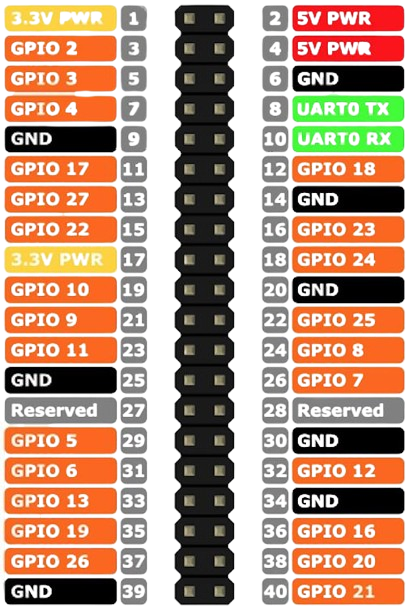 3.3V PWR 1 2 5V PWR
GPIO 2 3 4 5V PWR
GPIO 3 5 6 GND
GPIO 4 7 8 UART0 TX
GND 9 10 UART0 RX
GPIO 17 11 12 GPIO 18
GPIO 27 13 14 GND
GPIO 22 15 16 GPIO 23
3.3V PWR 17 18 GPIO 24
GPIO 10 19 20 GND
GPIO 9 21 22 GPIO 25
GPIO 11 23 24 GPIO 8
GND 25 26 GPIO 7
Reserved 27 28 Reserved
GPIO 5 29 30 GND
GPIO 6 31 32 GPIO 12
GPIO 13 33 34 GND
GPIO 19 35 36 GPIO 16
GPIO 26 37 38 GPIO 20
GND 39 40 GPIO 21